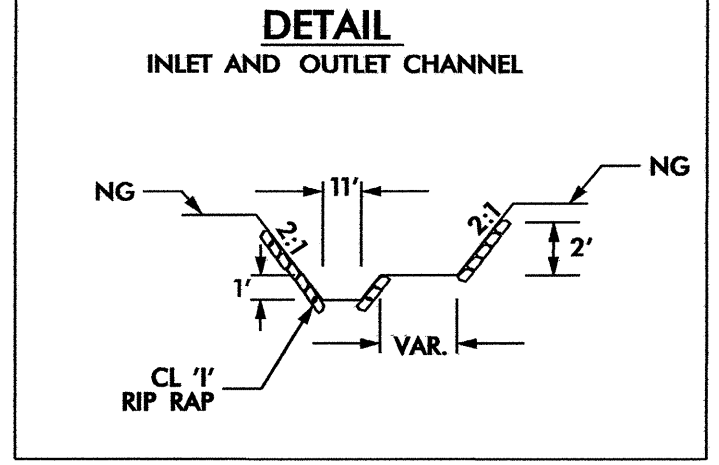 DETAIL
INLET AND OUTLET CHANNEL
NG
11'
NG
2:1
2:1
2'
1'
VAR.
CL 'I'
RIP RAP